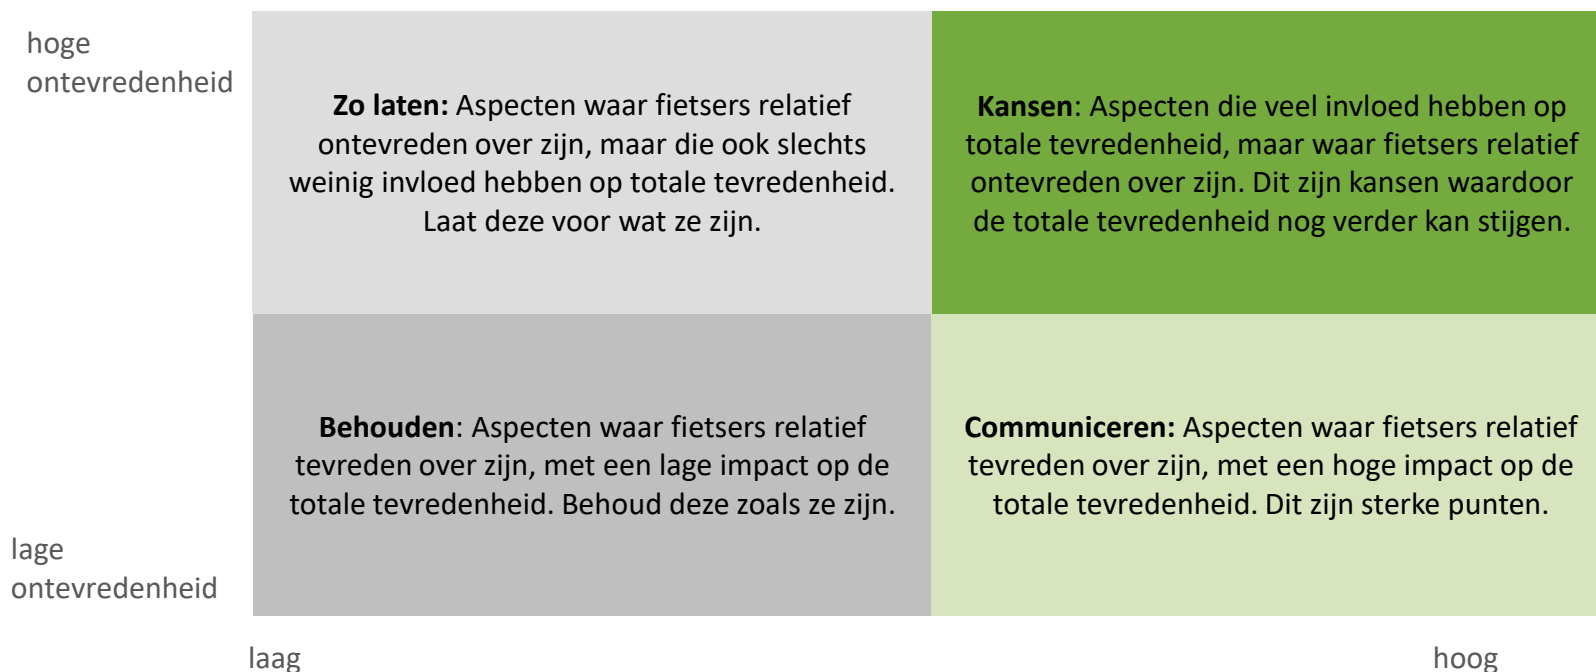 hoge
ontevredenheid
Zo laten: Aspecten waar fietsers relatief
ontevreden over zijn, maar die ook slechts
weinig invloed hebben op totale tevredenheid.
Laat deze voor wat ze zijn.
Kansen: Aspecten die veel invloed hebben op
totale tevredenheid, maar waar fietsers relatief
ontevreden over zijn. Dit zijn kansen waardoor
de totale tevredenheid nog verder kan stijgen.
Behouden: Aspecten waar fietsers relatief
tevreden over zijn, met een lage impact op de
totale tevredenheid. Behoud deze zoals ze zijn.
Communiceren: Aspecten waar fietsers relatief
tevreden over zijn, met een hoge impact op de
totale tevredenheid. Dit zijn sterke punten.
lage
ontevredenheid
laag
hoog